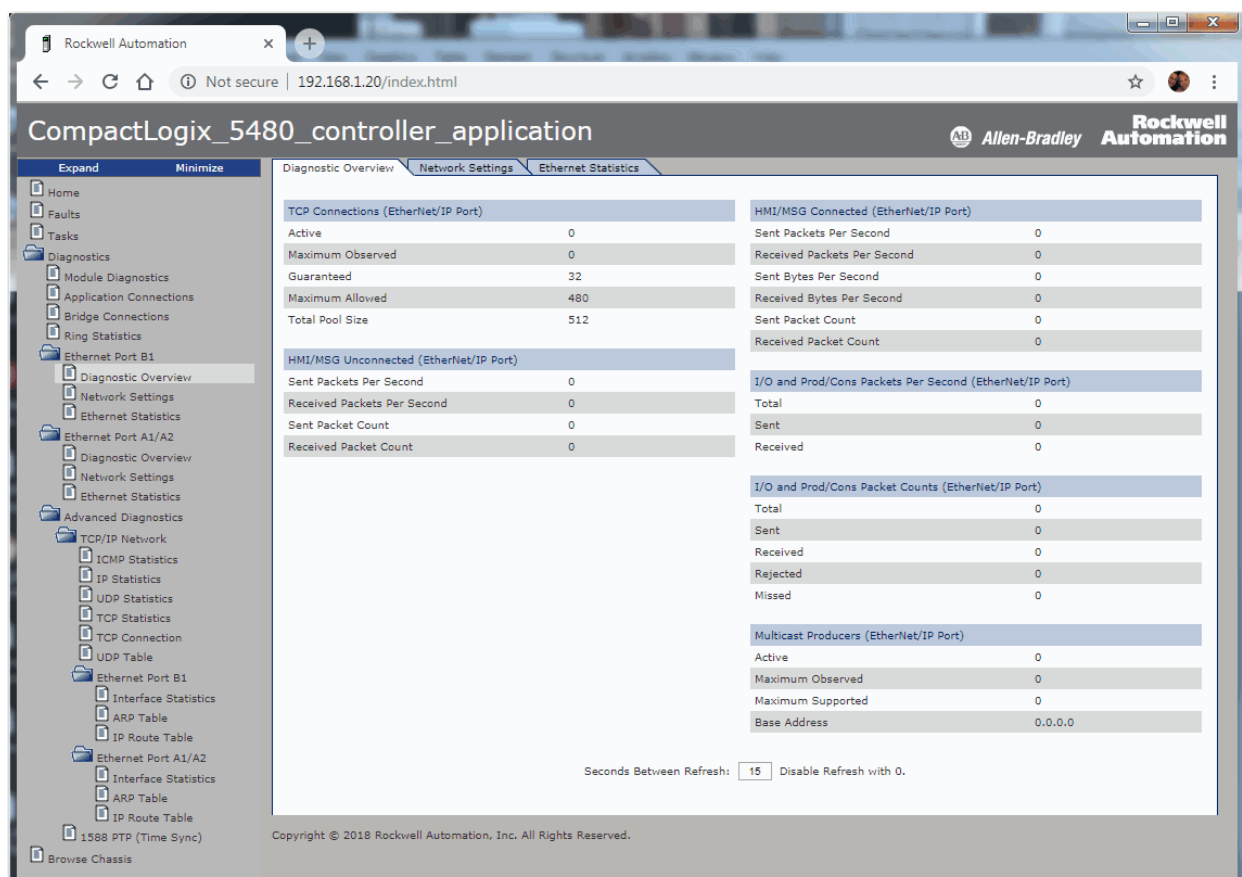 Rockwell Automation
Not secure | 192.168.1.20/index.html
CompactLogix_5480_controller_application
AB Allen-Bradley
Rockwell
Automation
Expand Minimize
Home
Faults
Tasks
Diagnostics
Module Diagnostics
Application Connections
Bridge Connections
Ring Statistics
Ethernet Port B1
Diagnostic Overview
Network Settings
Ethernet Statistics
Ethernet Port A1/A2
Diagnostic Overview
Network Settings
Ethernet Statistics
Advanced Diagnostics
TCP/IP Network
ICMP Statistics
IP Statistics
UDP Statistics
TCP Statistics
TCP Connection
UDP Table
Ethernet Port B1
Interface Statistics
ARP Table
IP Route Table
Ethernet Port A1/A2
Interface Statistics
ARP Table
IP Route Table
1588 PTP (Time Sync)
Browse Chassis
Diagnostic Overview Network Settings Ethernet Statistics
TCP Connections (EtherNet/IP Port)
Active 0
Maximum Observed 0
Guaranteed 32
Maximum Allowed 480
Total Pool Size 512
HMI/MSG Unconnected (EtherNet/IP Port)
Sent Packets Per Second 0
Received Packets Per Second 0
Sent Packet Count 0
Received Packet Count 0
HMI/MSG Connected (EtherNet/IP Port)
Sent Packets Per Second 0
Received Packets Per Second 0
Sent Bytes Per Second 0
Received Bytes Per Second 0
Sent Packet Count 0
Received Packet Count 0
I/O and Prod/Cons Packets Per Second (EtherNet/IP Port)
Total 0
Sent 0
Received 0
I/O and Prod/Cons Packet Counts (EtherNet/IP Port)
Total 0
Sent 0
Received 0
Rejected 0
Missed 0
Multicast Producers (EtherNet/IP Port)
Active 0
Maximum Observed 0
Maximum Supported 0
Base Address 0.0.0.0
Seconds Between Refresh: 15 Disable Refresh with 0.
Copyright © 2018 Rockwell Automation, Inc. All Rights Reserved.